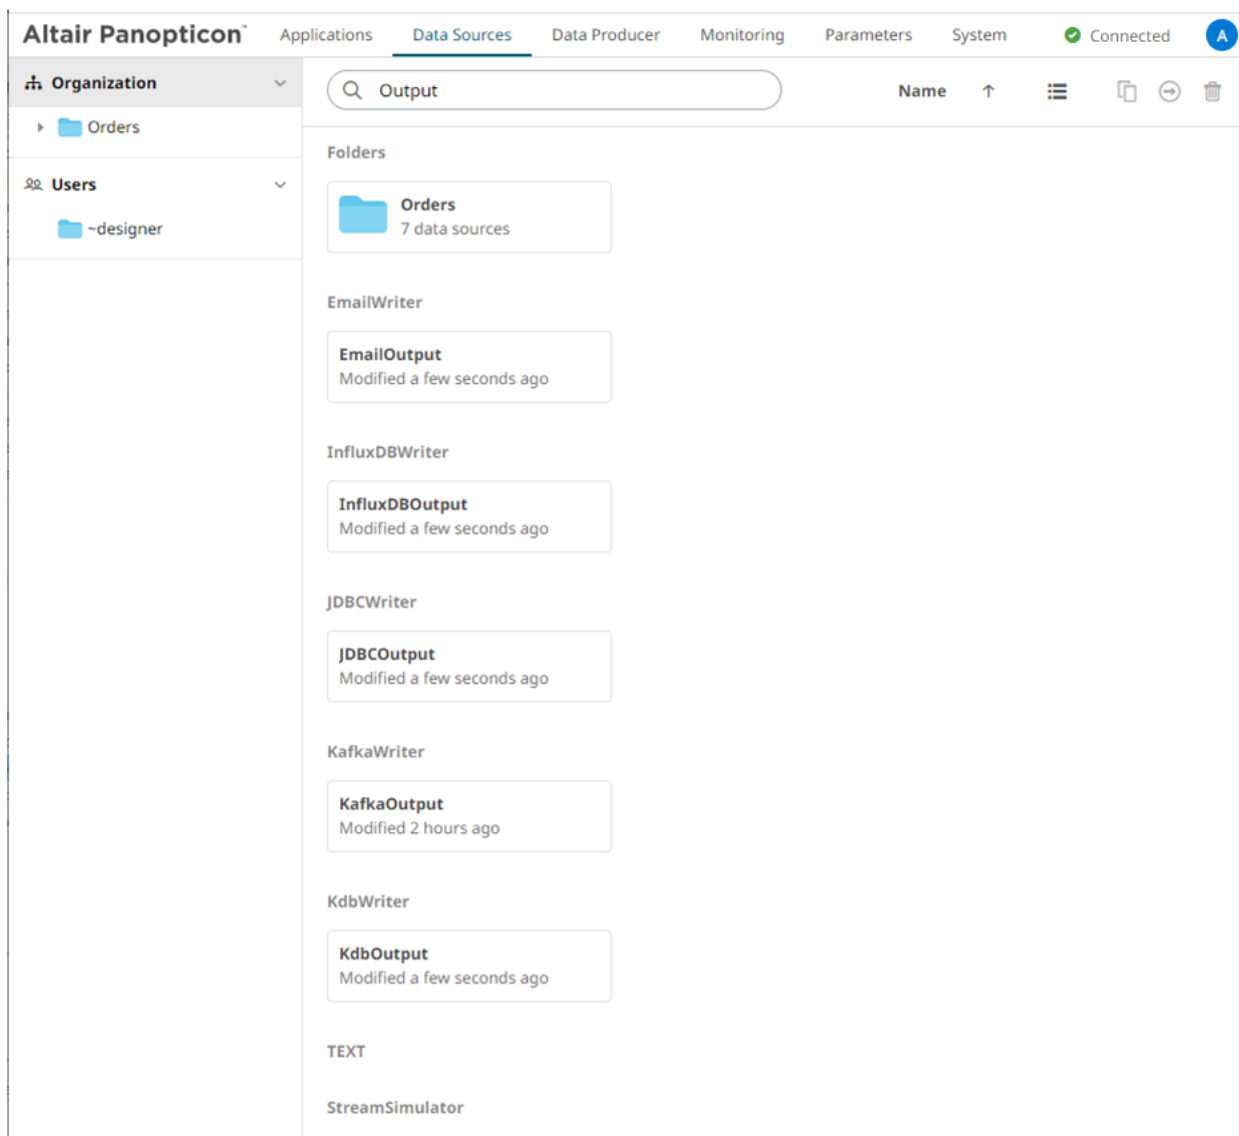 Altair Panopticon™ Applications Data Sources Data Producer Monitoring Parameters System Connected A
Organization
Orders
Users
~designer
Output Name
Folders
Orders
7 data sources
EmailWriter
EmailOutput
Modified a few seconds ago
InfluxDBWriter
InfluxDBOutput
Modified a few seconds ago
JDBCWriter
JDBCOutput
Modified a few seconds ago
KafkaWriter
KafkaOutput
Modified 2 hours ago
KdbWriter
KdbOutput
Modified a few seconds ago
TEXT
StreamSimulator